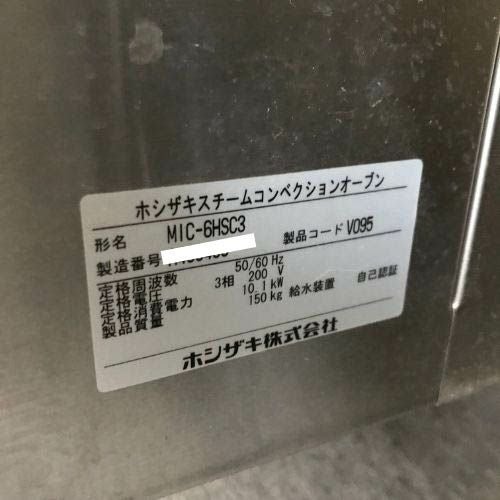 ホシザキスチームコンベクションオーブン
形名 MIC-6HSC3 製品コード V095
製造番号
定格周波数 50/60 Hz
定格電圧 3相 200 V
定格消費電力 10.1 kW 給水装置 自己認証
製品質量 150 kg
ホシザキ株式会社